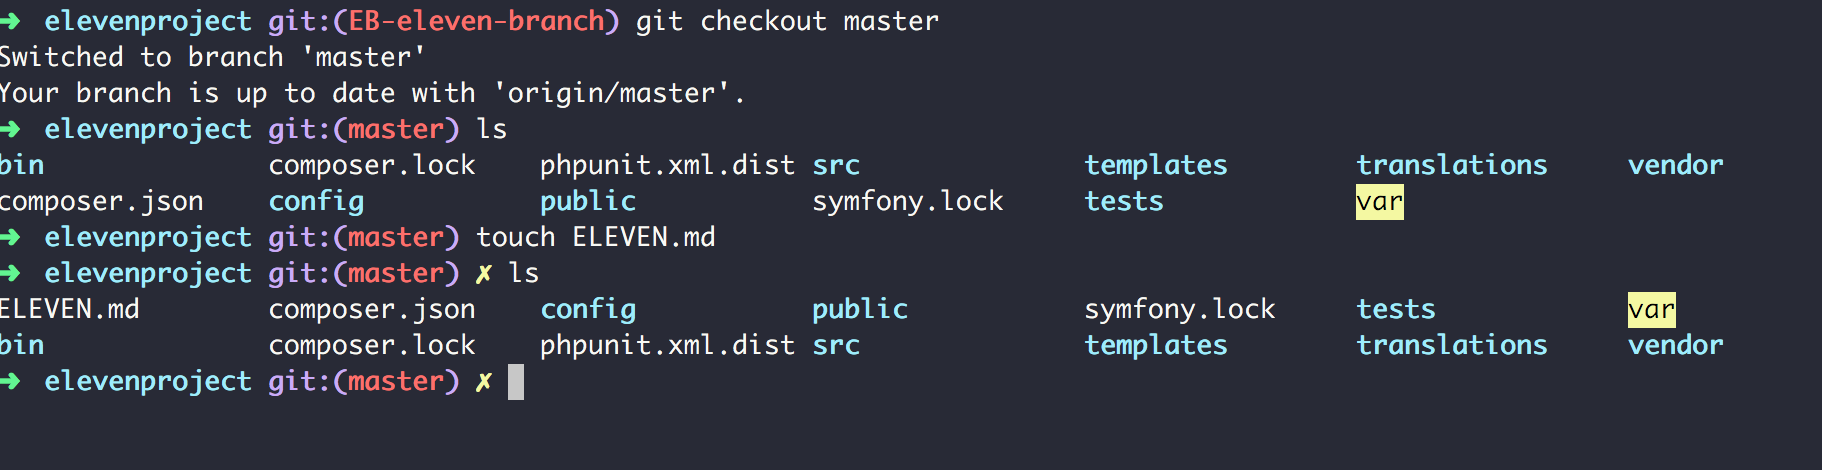 ➜ elevenproject git:(EB-eleven-branch) git checkout master
Switched to branch 'master'
Your branch is up to date with 'origin/master'.
➜ elevenproject git:(master) ls
bin composer.lock phpunit.xml.dist src templates translations vendor
composer.json config public symfony.lock tests var
➜ elevenproject git:(master) touch ELEVEN.md
➜ elevenproject git:(master) ✗ ls
ELEVEN.md composer.json config public symfony.lock tests var
bin composer.lock phpunit.xml.dist src templates translations vendor
➜ elevenproject git:(master) ✗